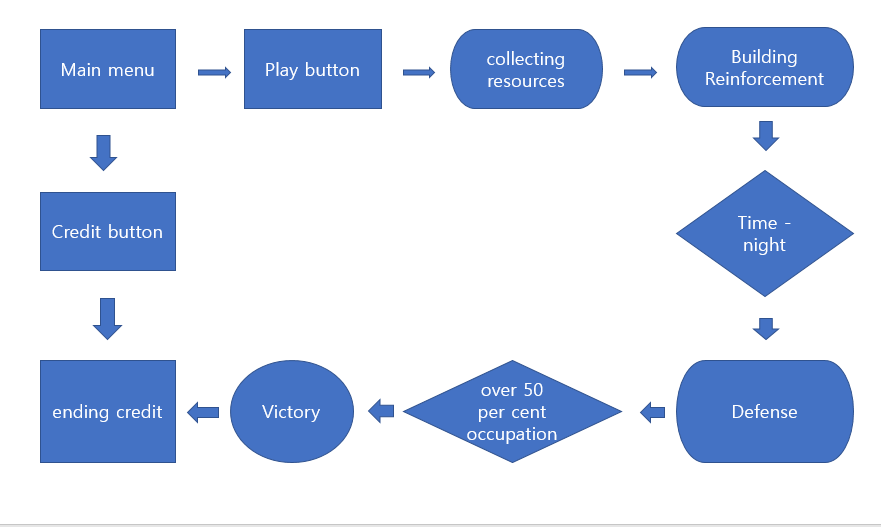 Main menu
Play button
collecting
resources
Building
Reinforcement
Credit button
Time -
night
ending credit
Victory
over 50
per cent
occupation
Defense